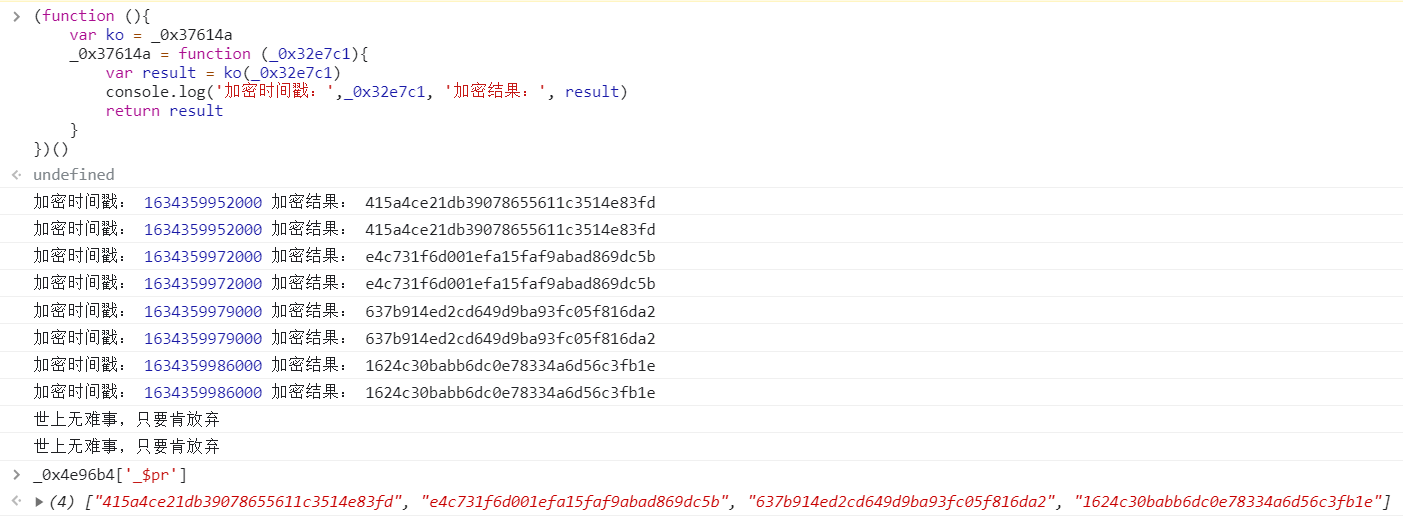 > (function (){
    var ko = _0x37614a
    _0x37614a = function (_0x32e7c1){
        var result = ko(_0x32e7c1)
        console.log('加密时间戳：',_0x32e7c1, '加密结果：', result)
        return result
    }
})()
undefined
加密时间戳： 1634359952000 加密结果： 415a4ce21db39078655611c3514e83fd
加密时间戳： 1634359952000 加密结果： 415a4ce21db39078655611c3514e83fd
加密时间戳： 1634359972000 加密结果： e4c731f6d001efa15faf9abad869dc5b
加密时间戳： 1634359972000 加密结果： e4c731f6d001efa15faf9abad869dc5b
加密时间戳： 1634359979000 加密结果： 637b914ed2cd649d9ba93fc05f816da2
加密时间戳： 1634359979000 加密结果： 637b914ed2cd649d9ba93fc05f816da2
加密时间戳： 1634359986000 加密结果： 1624c30babb6dc0e78334a6d56c3fb1e
加密时间戳： 1634359986000 加密结果： 1624c30babb6dc0e78334a6d56c3fb1e
世上无难事，只要肯放弃
世上无难事，只要肯放弃
> _0x4e96b4['_$pr']
(4) ["415a4ce21db39078655611c3514e83fd", "e4c731f6d001efa15faf9abad869dc5b", "637b914ed2cd649d9ba93fc05f816da2", "1624c30babb6dc0e78334a6d56c3fb1e"]